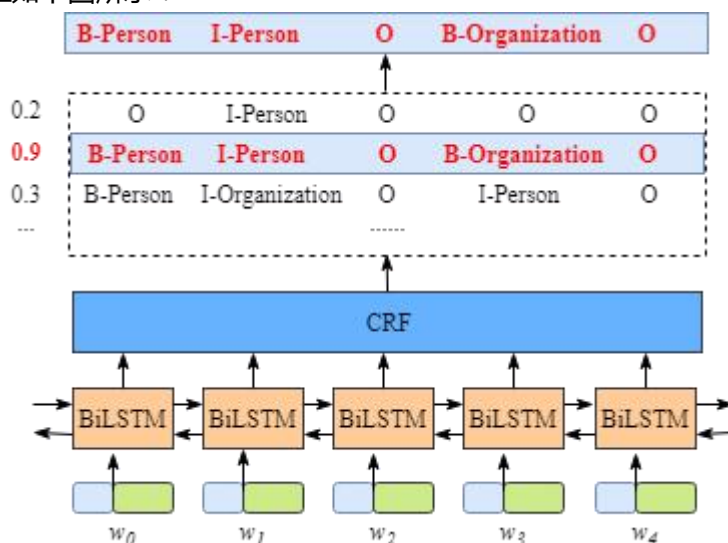 B-Person I-Person O B-Organization O
0.2 O I-Person O O O
0.9 B-Person I-Person O B-Organization O
0.3 B-Person I-Organization O I-Person O
... ......
CRF
BiLSTM BiLSTM BiLSTM BiLSTM BiLSTM
w0 w1 w2 w3 w4